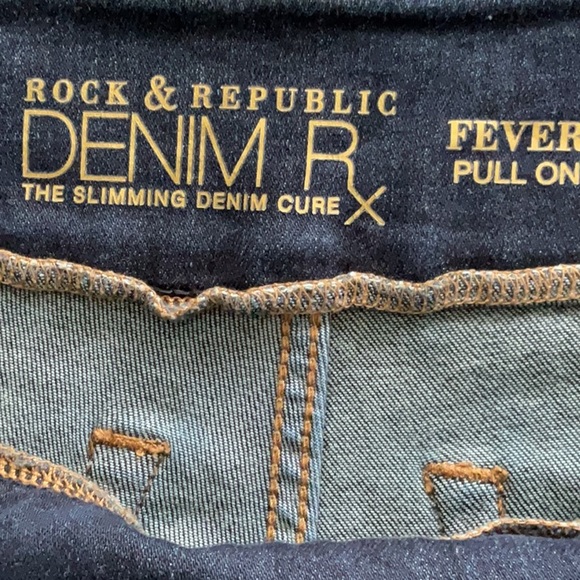 ROCK & REPUBLIC
DENIM Rx
THE SLIMMING DENIM CURE
FEVER
PULL ON